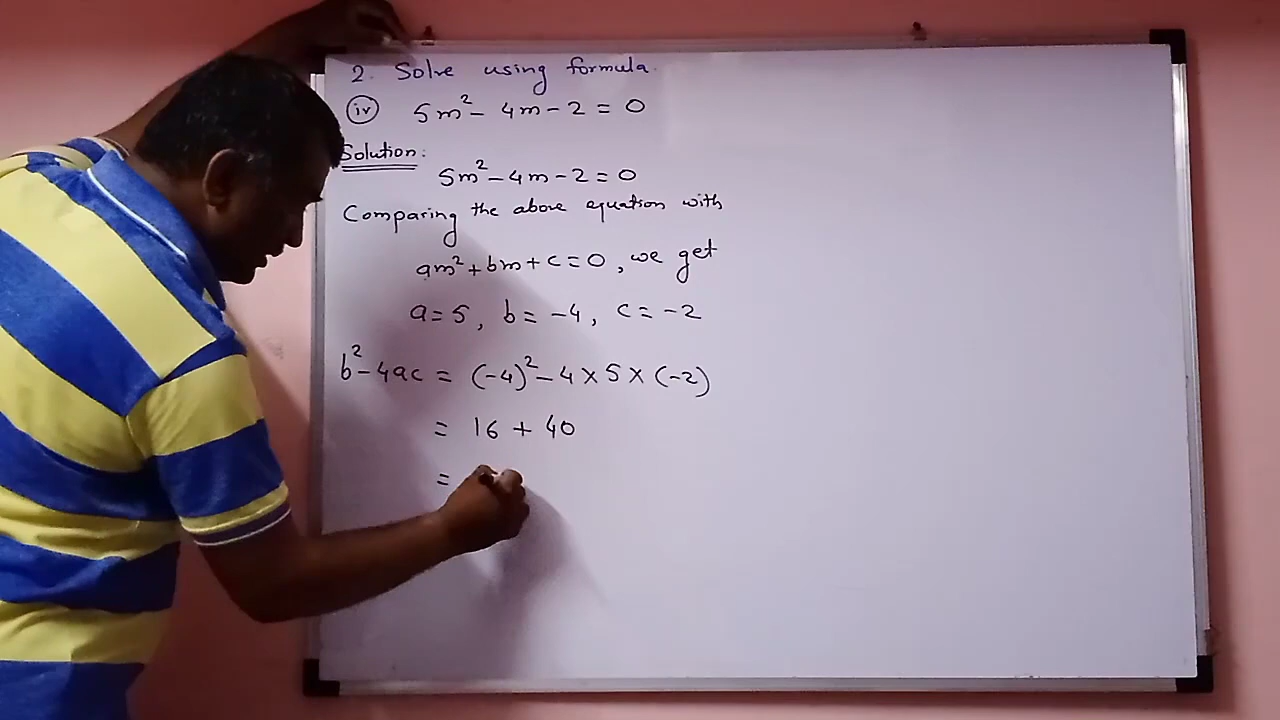 2. Solve using formula.
(iv) 5m² - 4m - 2 = 0
Solution:
5m² - 4m - 2 = 0
Comparing the above equation with
am² + bm + c = 0, we get
a = 5, b = -4, c = -2
b² - 4ac = (-4)² - 4 × 5 × (-2)
= 16 + 40
=